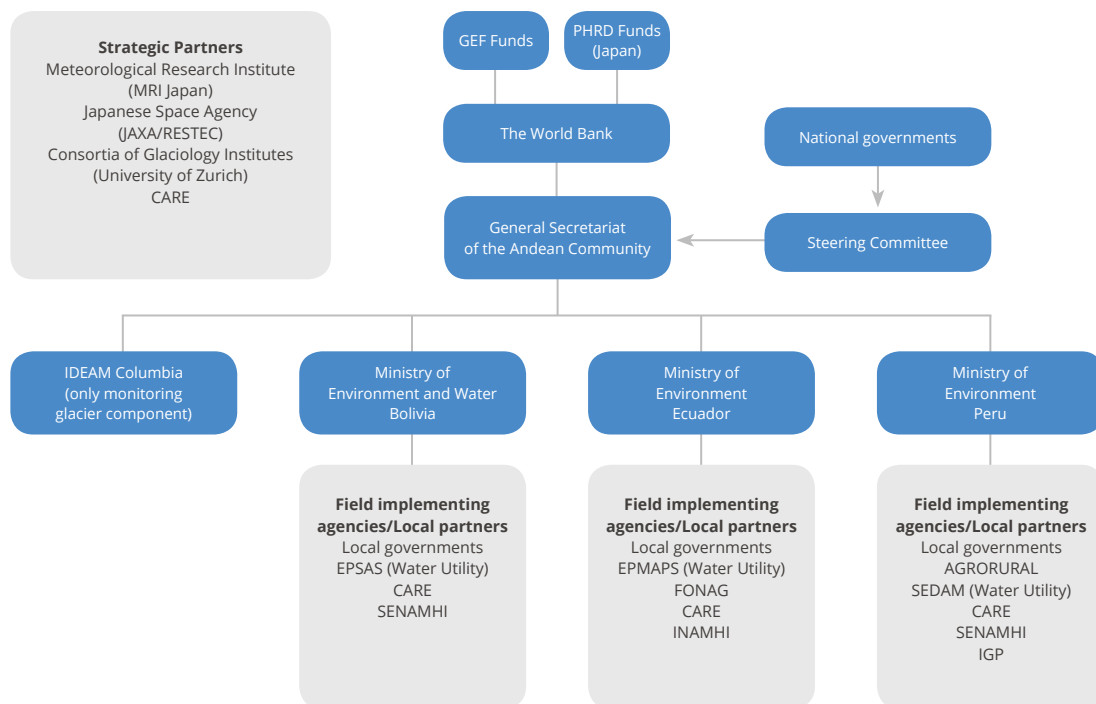 Strategic Partners
Meteorological Research Institute
(MRI Japan)
Japanese Space Agency
(JAXA/RESTEC)
Consortia of Glaciology Institutes
(University of Zurich)
CARE
GEF Funds
PHRD Funds
(Japan)
The World Bank
National governments
General Secretariat
of the Andean Community
Steering Committee
IDEAM Columbia
(only monitoring
glacier component)
Ministry of
Environment and Water
Bolivia
Ministry of
Environment
Ecuador
Ministry of
Environment
Peru
Field implementing
agencies/Local partners
Local governments
EPSAS (Water Utility)
CARE
SENAMHI
Field implementing
agencies/Local partners
Local governments
EPMAPS (Water Utility)
FONAG
CARE
INAMHI
Field implementing
agencies/Local partners
Local governments
AGRORURAL
SEDAM (Water Utility)
CARE
SENAMHI
IGP